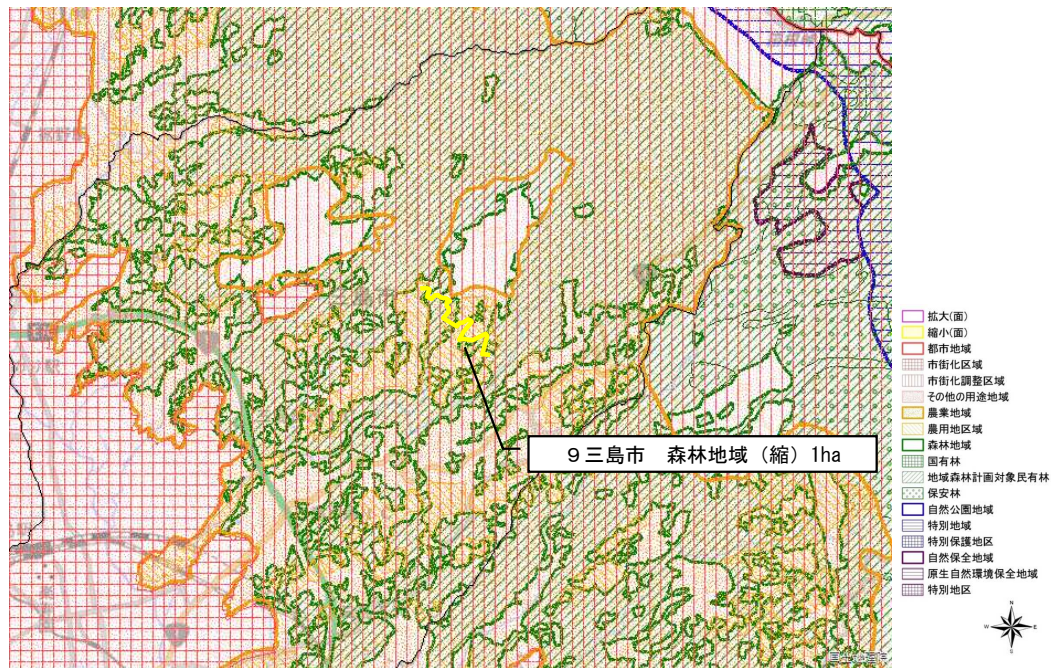 9三島市 森林地域（縮）1ha
拡大(面)
縮小(面)
都市地域
市街化区域
市街化調整区域
その他の用途地域
農業地域
農用地区域
森林地域
国有林
地域森林計画対象民有林
保安林
自然公園地域
特別地域
特別保護地区
自然保全地域
原生自然環境保全地域
特別地区
N
W
E
S
国土地理院